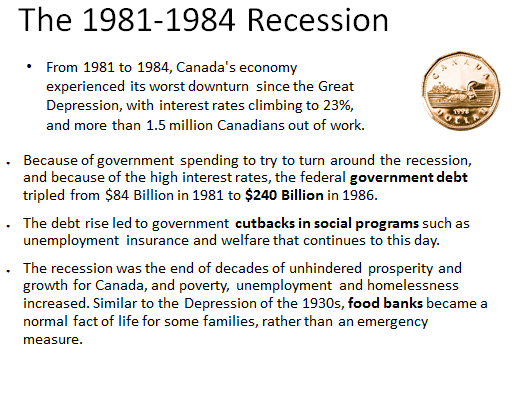 The 1981-1984 Recession
• From 1981 to 1984, Canada's economy
experienced its worst downturn since the Great
Depression, with interest rates climbing to 23%,
and more than 1.5 million Canadians out of work.
CANADA
DOLLAR
• Because of government spending to try to turn around the recession,
and because of the high interest rates, the federal government debt
tripled from $84 Billion in 1981 to $240 Billion in 1986.
• The debt rise led to government cutbacks in social programs such as
unemployment insurance and welfare that continues to this day.
• The recession was the end of decades of unhindered prosperity and
growth for Canada, and poverty, unemployment and homelessness
increased. Similar to the Depression of the 1930s, food banks became a
normal fact of life for some families, rather than an emergency
measure.